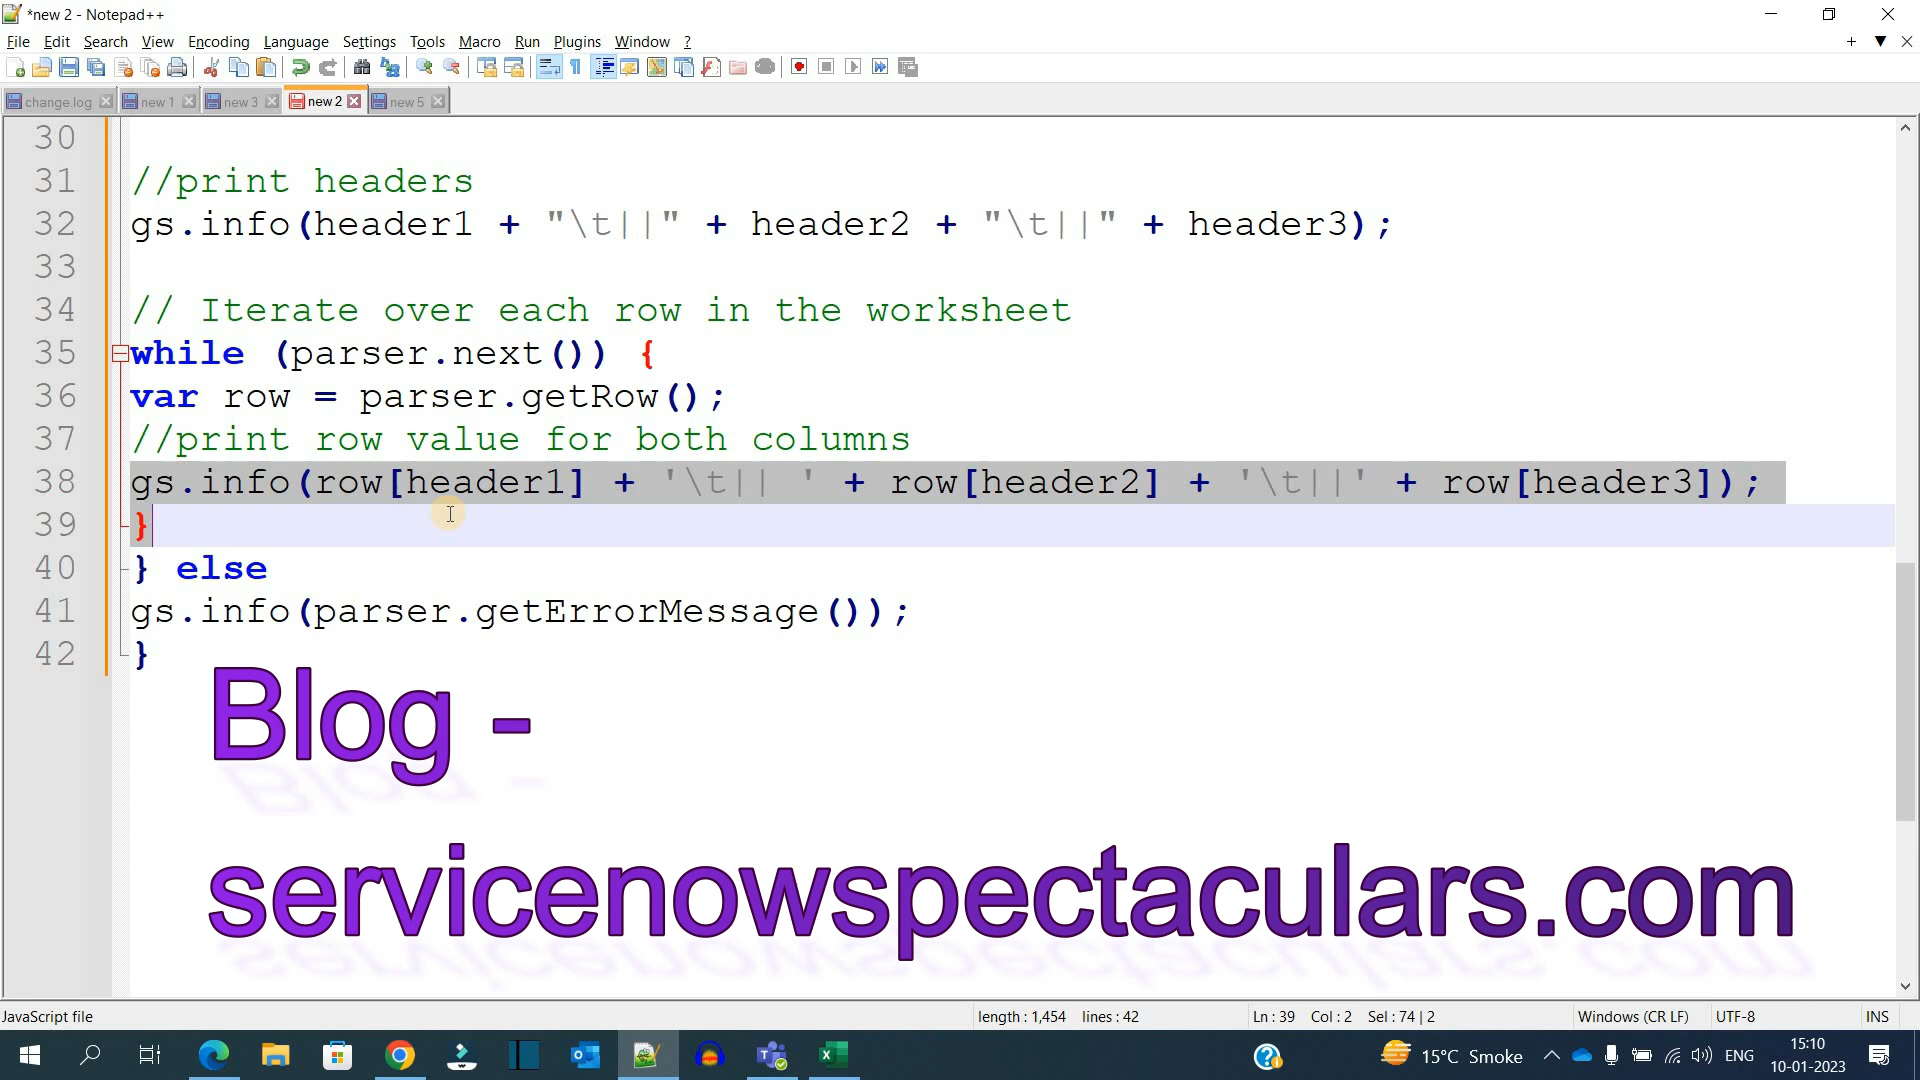 *new 2 - Notepad++
File Edit Search View Encoding Language Settings Tools Macro Run Plugins Window ?
change.log new 1 new 3 new 2 new 5
30
31 //print headers
32 gs.info(header1 + "\t||" + header2 + "\t||" + header3);
33
34 // Iterate over each row in the worksheet
35 while (parser.next()) {
36 var row = parser.getRow();
37 //print row value for both columns
38 gs.info(row[header1] + '\t|| ' + row[header2] + '\t||' + row[header3]);
39 }
40 } else
41 gs.info(parser.getErrorMessage());
42 }
Blog -
servicenowspectaculars.com
JavaScript file length : 1,454 lines : 42 Ln : 39 Col : 2 Sel : 74 | 2 Windows (CR LF) UTF-8 INS
15°C Smoke ENG 15:10
10-01-2023